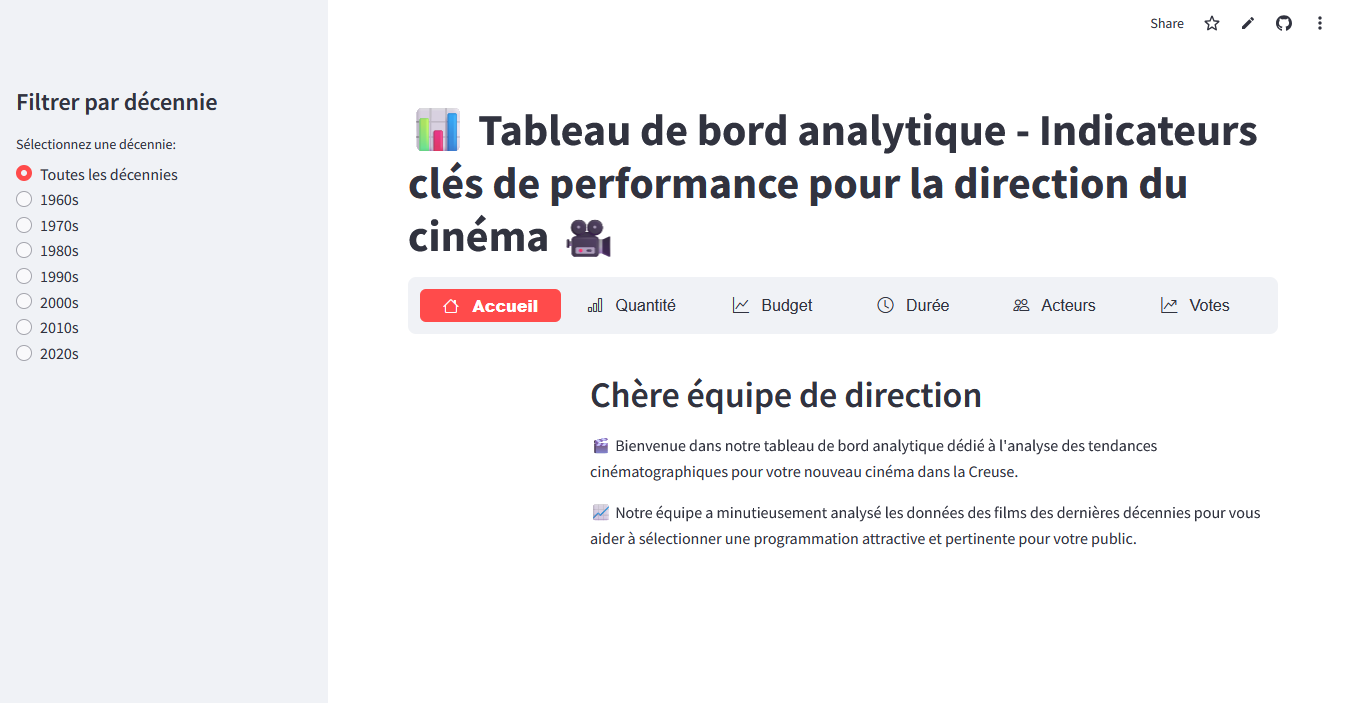 Share
Filtrer par décennie
Sélectionnez une décennie:
Toutes les décennies
1960s
1970s
1980s
1990s
2000s
2010s
2020s
Tableau de bord analytique - Indicateurs
clés de performance pour la direction du
cinéma
Accueil Quantité Budget Durée Acteurs Votes
Chère équipe de direction
Bienvenue dans notre tableau de bord analytique dédié à l'analyse des tendances
cinématographiques pour votre nouveau cinéma dans la Creuse.
Notre équipe a minutieusement analysé les données des films des dernières décennies pour vous
aider à sélectionner une programmation attractive et pertinente pour votre public.